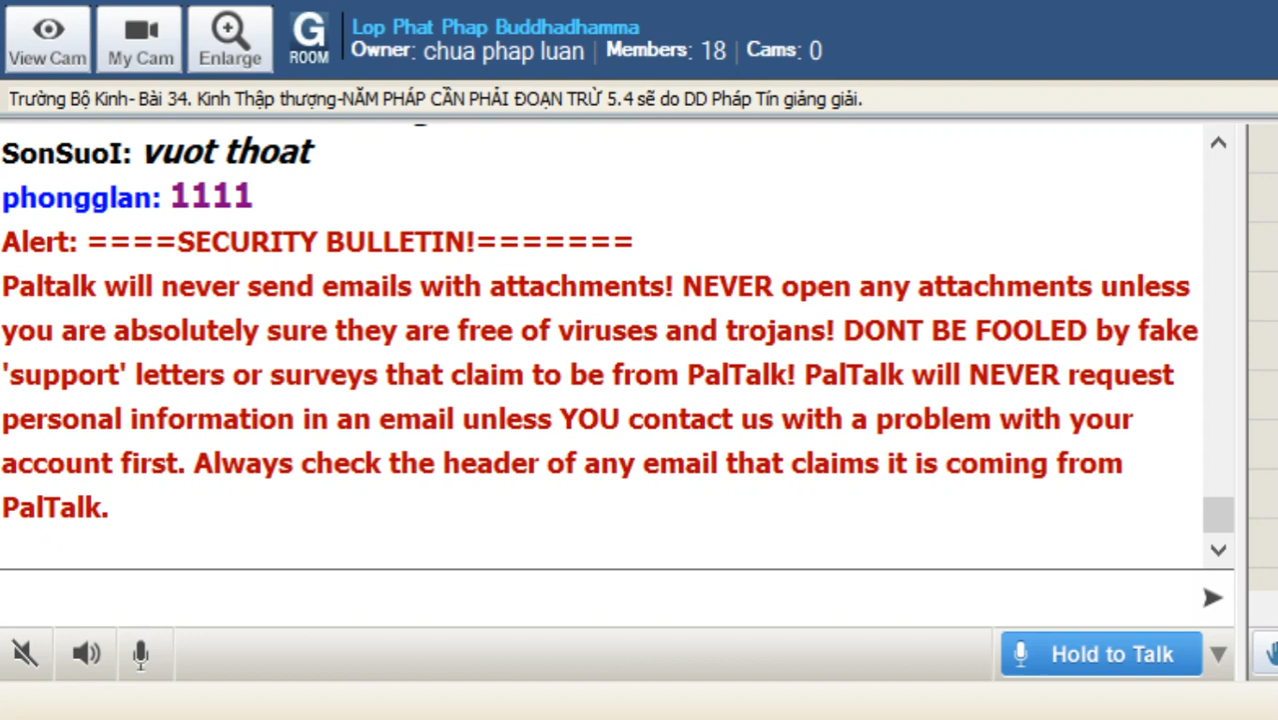 View Cam
My Cam
Enlarge
G
ROOM
Lop Phat Phap Buddhadhamma
Owner: chua phap luan | Members: 18 | Cams: 0
Trường Bộ Kinh- Bài 34. Kinh Thập thượng-NĂM PHÁP CẦN PHẢI ĐOẠN TRỪ 5.4 sẽ do DD Pháp Tín giảng giải.
SonSuoI: vuot thoat
phongglan: 1111
Alert: ====SECURITY BULLETIN!=======
Paltalk will never send emails with attachments! NEVER open any attachments unless
you are absolutely sure they are free of viruses and trojans! DONT BE FOOLED by fake
'support' letters or surveys that claim to be from PalTalk! PalTalk will NEVER request
personal information in an email unless YOU contact us with a problem with your
account first. Always check the header of any email that claims it is coming from
PalTalk.
Hold to Talk